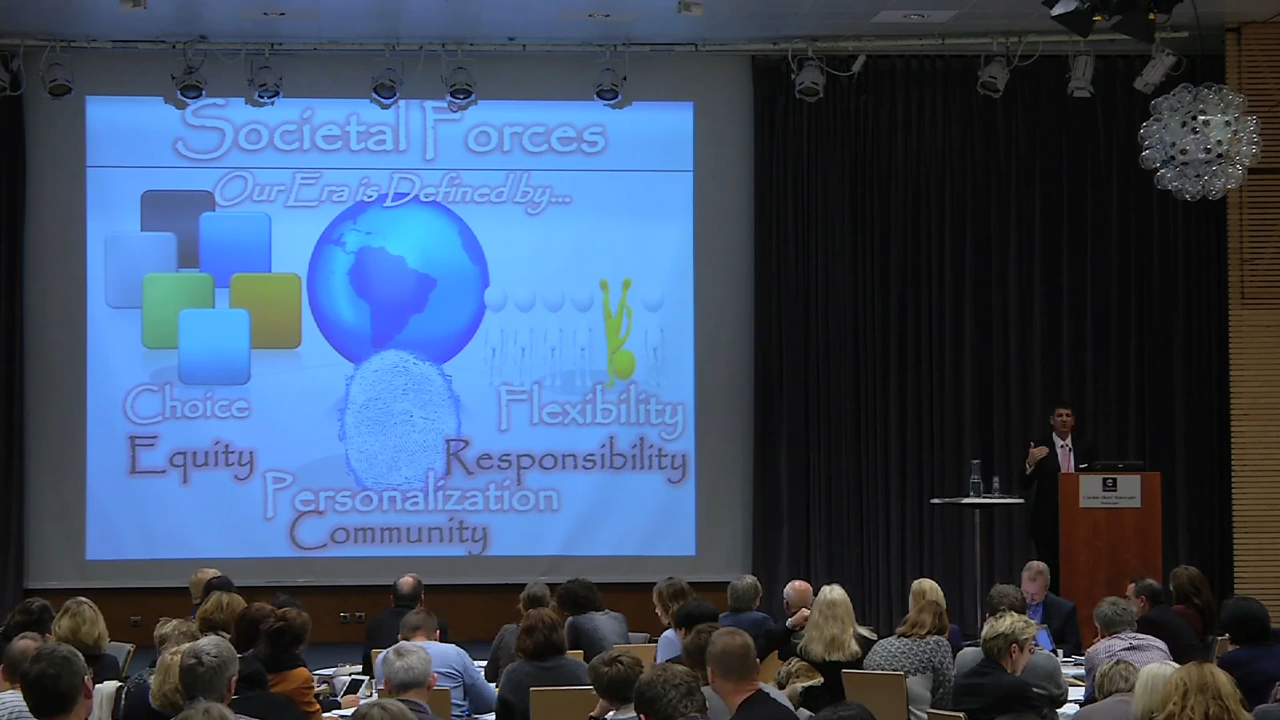 Societal Forces
Our Era is Defined by...
Choice
Flexibility
Equity
Responsibility
Personalization
Community